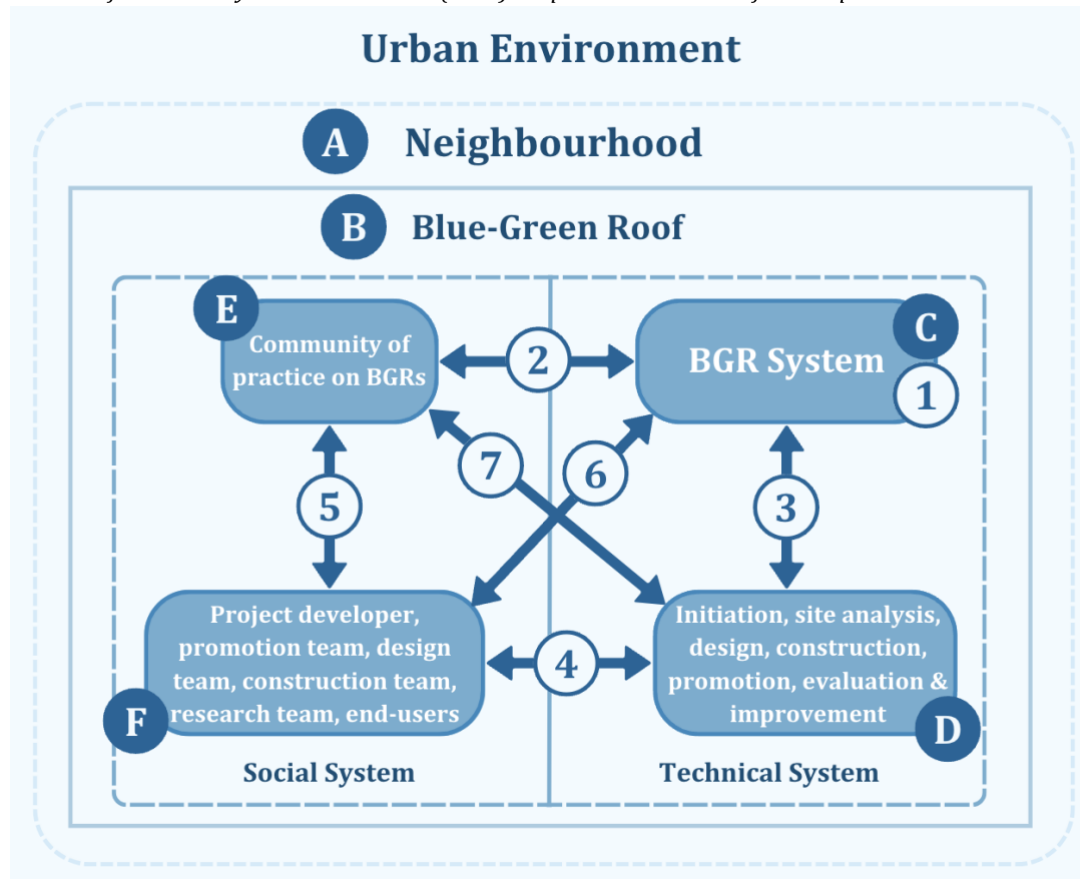 Urban Environment
A
Neighbourhood
B
Blue-Green Roof
E
Community of
practice on BGRs
2
BGR System
C
1
7
6
5
3
Project developer,
promotion team, design
team, construction team,
research team, end-users
F
4
Initiation, site analysis,
design, construction,
promotion, evaluation &
improvement
D
Social System
Technical System